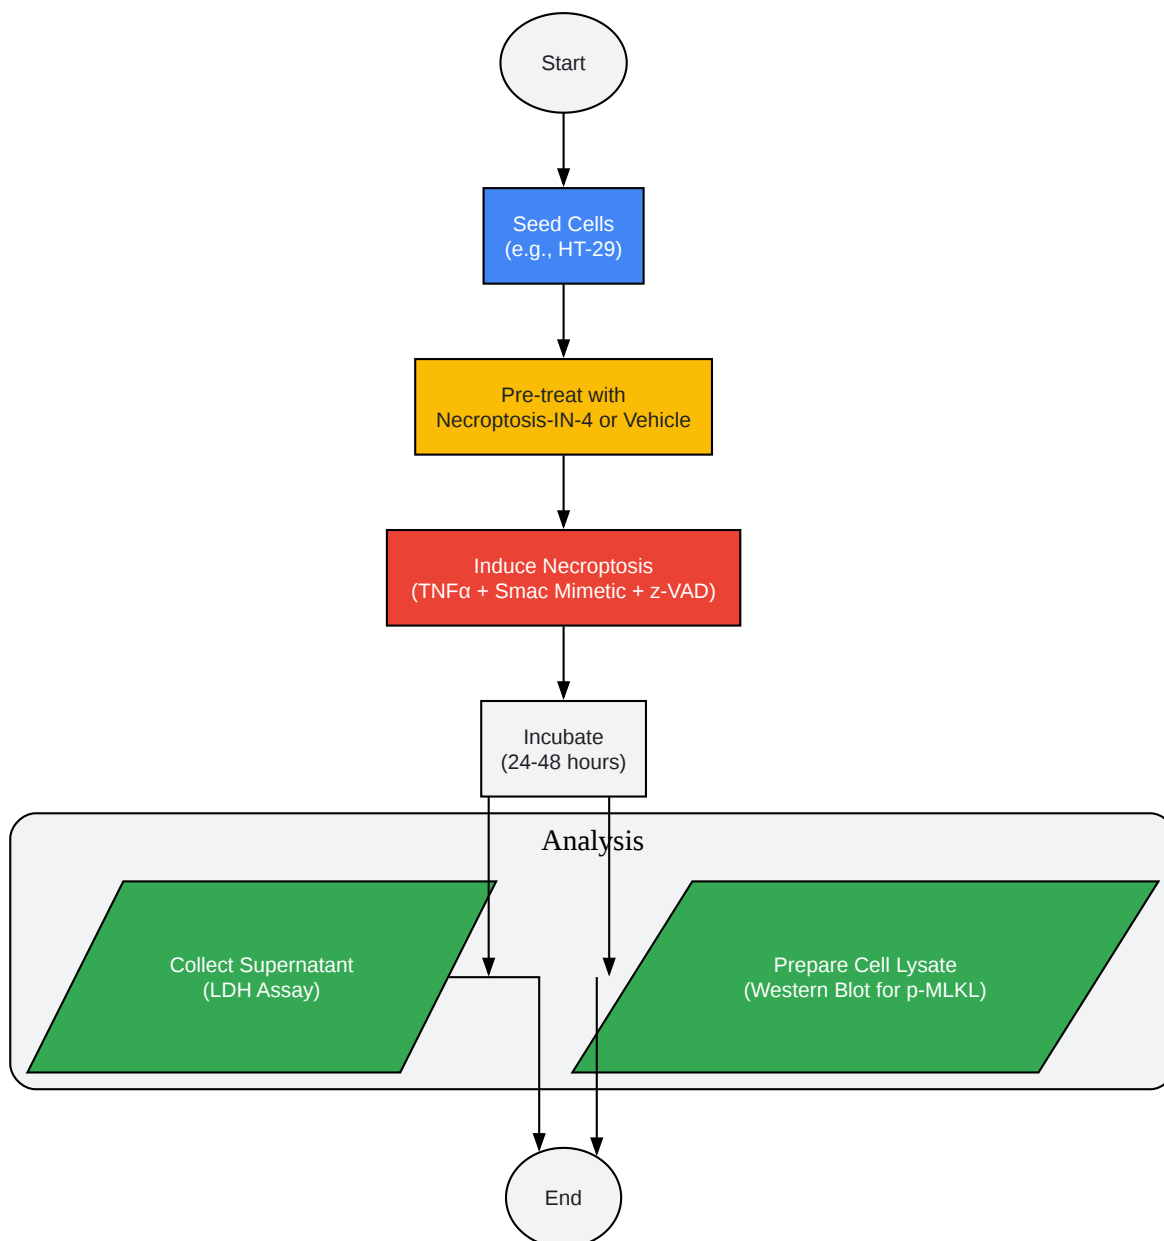 Start
Seed Cells
(e.g., HT-29)
Pre-treat with
Necroptosis-IN-4 or Vehicle
Induce Necroptosis
(TNFα + Smac Mimetic + z-VAD)
Incubate
(24-48 hours)
Analysis
Collect Supernatant
(LDH Assay)
Prepare Cell Lysate
(Western Blot for p-MLKL)
End